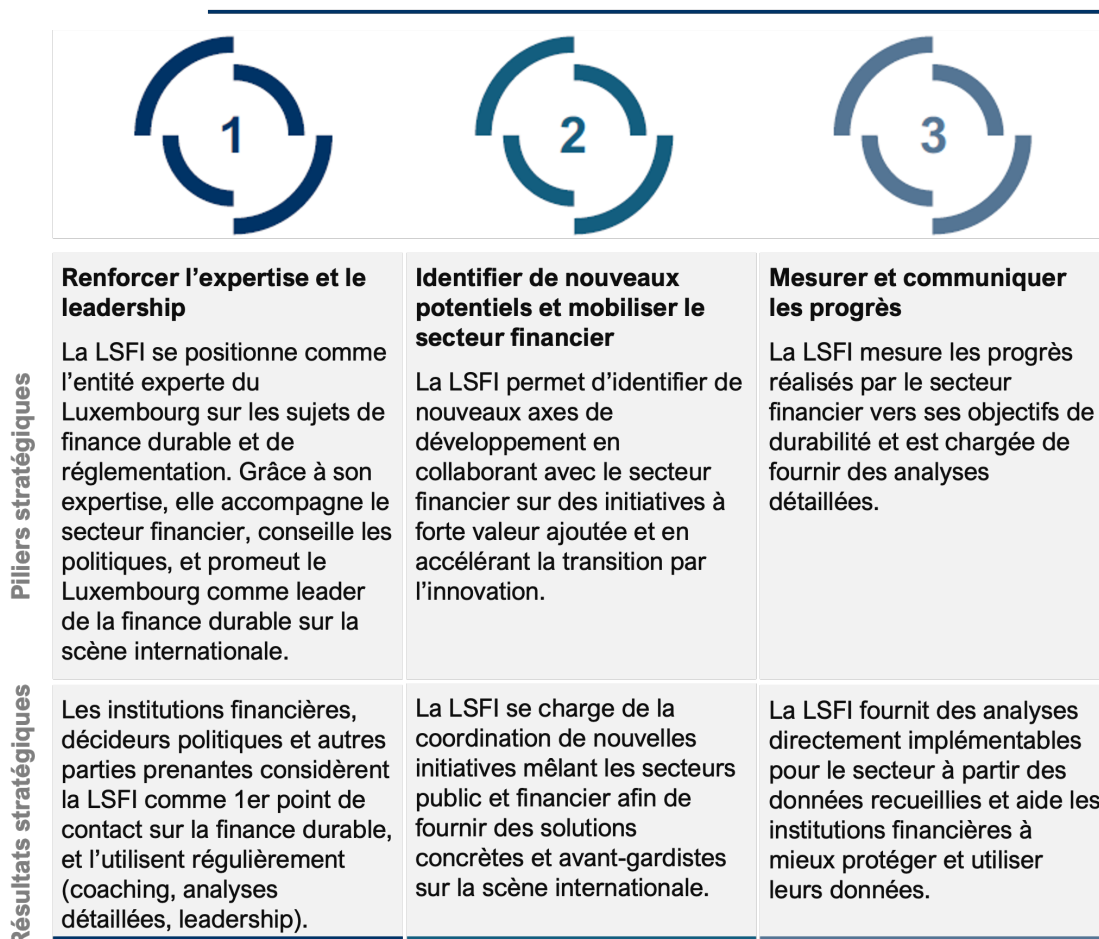 1
2
3
Piliers stratégiques
Renforcer l’expertise et le
leadership
La LSFI se positionne comme
l’entité experte du
Luxembourg sur les sujets de
finance durable et de
réglementation. Grâce à son
expertise, elle accompagne le
secteur financier, conseille les
politiques, et promeut le
Luxembourg comme leader
de la finance durable sur la
scène internationale.
Identifier de nouveaux
potentiels et mobiliser le
secteur financier
La LSFI permet d’identifier de
nouveaux axes de
développement en
collaborant avec le secteur
financier sur des initiatives à
forte valeur ajoutée et en
accélérant la transition par
l’innovation.
Mesurer et communiquer
les progrès
La LSFI mesure les progrès
réalisés par le secteur
financier vers ses objectifs de
durabilité et est chargée de
fournir des analyses
détaillées.
Résultats stratégiques
Les institutions financières,
décideurs politiques et autres
parties prenantes considèrent
la LSFI comme 1er point de
contact sur la finance durable,
et l’utilisent régulièrement
(coaching, analyses
détaillées, leadership).
La LSFI se charge de la
coordination de nouvelles
initiatives mêlant les secteurs
public et financier afin de
fournir des solutions
concrètes et avant-gardistes
sur la scène internationale.
La LSFI fournit des analyses
directement implémentables
pour le secteur à partir des
données recueillies et aide les
institutions financières à
mieux protéger et utiliser
leurs données.